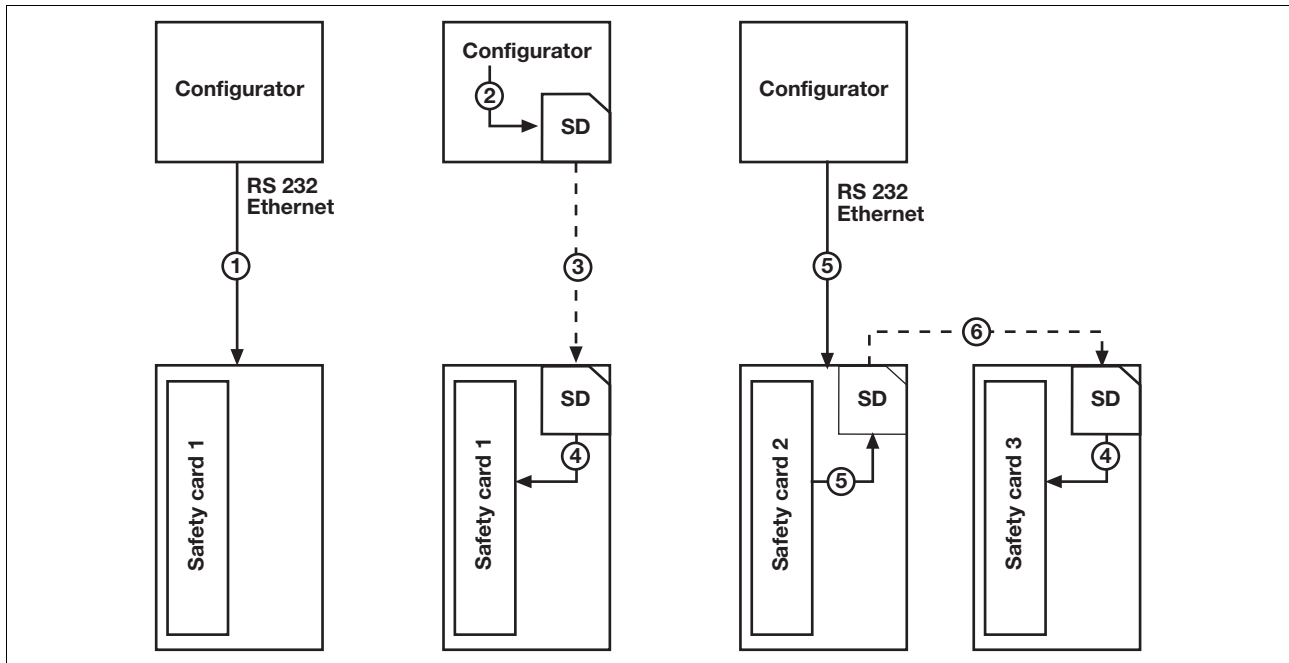 Configurator
RS 232
Ethernet
1
Safety card 1
Configurator
2
SD
3
SD
4
Safety card 1
Configurator
RS 232
Ethernet
5
6
SD
5
Safety card 2
SD
4
Safety card 3